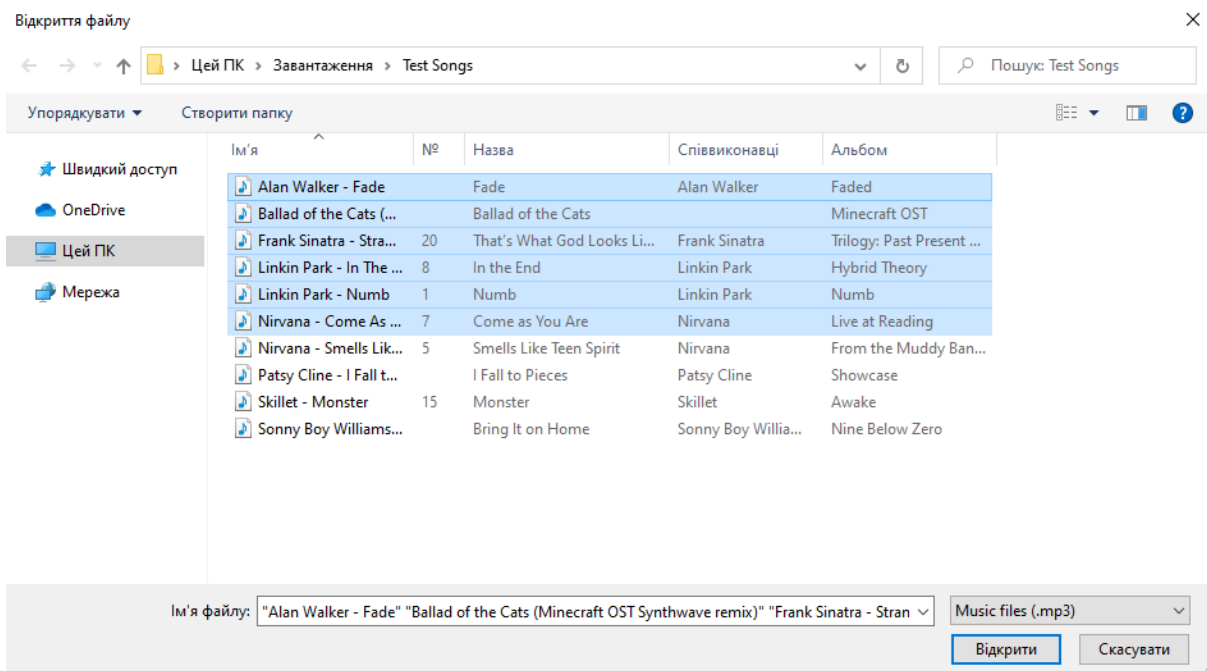 Відкриття файлу
Цей ПК › Завантаження › Test Songs
Пошук: Test Songs
Упорядкувати
Створити папку
Швидкий доступ
OneDrive
Цей ПК
Мережа
Ім'я № Назва Співвиконавці Альбом
Alan Walker - Fade Fade Alan Walker Faded
Ballad of the Cats (... Ballad of the Cats Minecraft OST
Frank Sinatra - Stra... 20 That's What God Looks Li... Frank Sinatra Trilogy: Past Present ...
Linkin Park - In The ... 8 In the End Linkin Park Hybrid Theory
Linkin Park - Numb 1 Numb Linkin Park Numb
Nirvana - Come As ... 7 Come as You Are Nirvana Live at Reading
Nirvana - Smells Lik... 5 Smells Like Teen Spirit Nirvana From the Muddy Ban...
Patsy Cline - I Fall t... I Fall to Pieces Patsy Cline Showcase
Skillet - Monster 15 Monster Skillet Awake
Sonny Boy Williams... Bring It on Home Sonny Boy Willia... Nine Below Zero
Ім'я файлу: "Alan Walker - Fade" "Ballad of the Cats (Minecraft OST Synthwave remix)" "Frank Sinatra - Stran
Music files (.mp3)
Відкрити
Скасувати